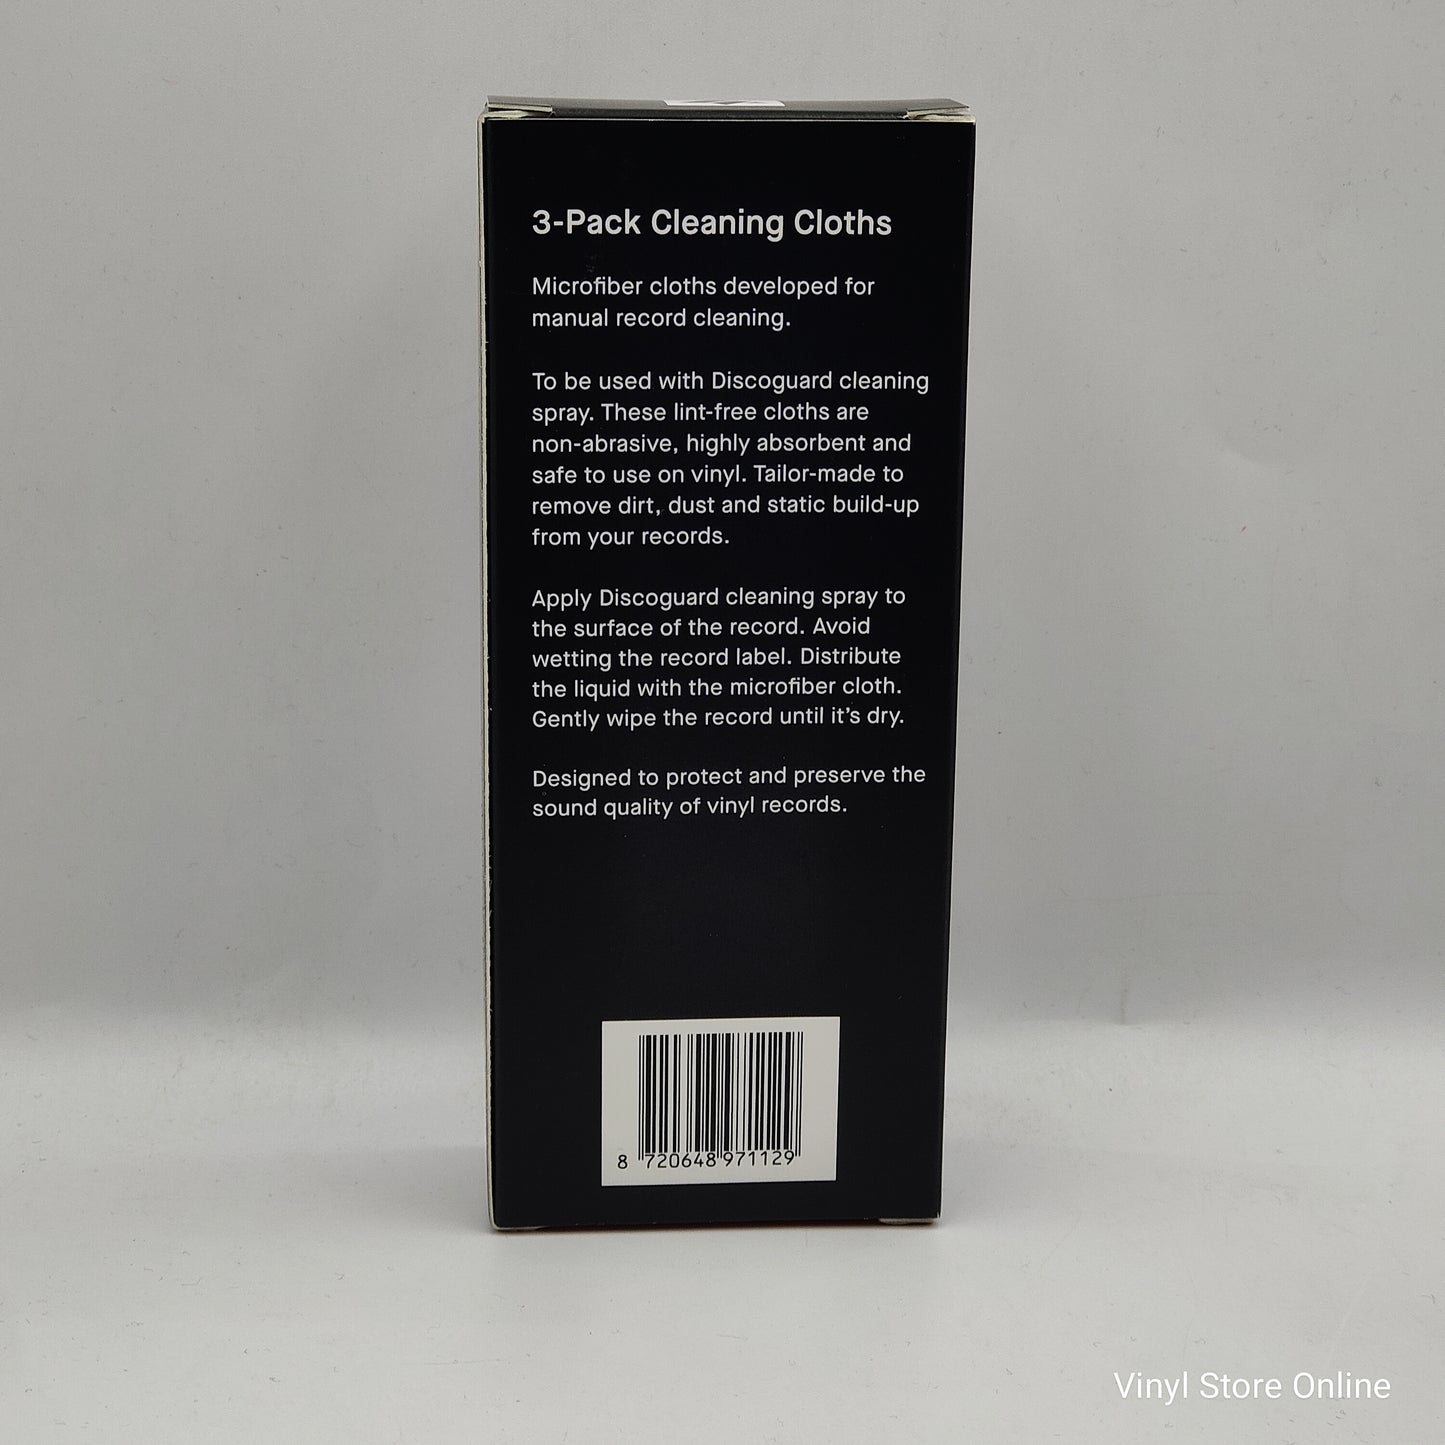 3-Pack Cleaning Cloths
Microfiber cloths developed for
manual record cleaning.
To be used with Discoguard cleaning
spray. These lint-free cloths are
non-abrasive, highly absorbent and
safe to use on vinyl. Tailor-made to
remove dirt, dust and static build-up
from your records.
Apply Discoguard cleaning spray to
the surface of the record. Avoid
wetting the record label. Distribute
the liquid with the microfiber cloth.
Gently wipe the record until it’s dry.
Designed to protect and preserve the
sound quality of vinyl records.
8 720648 971129
Vinyl Store Online